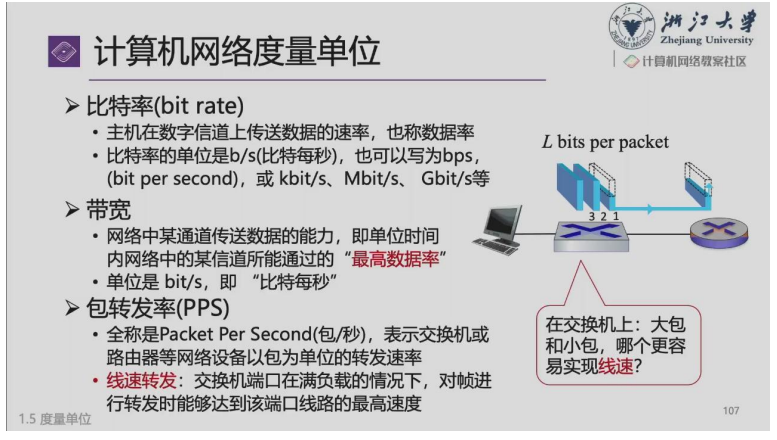 浙江大学
Zhejiang University
计算机网络教案社区
计算机网络度量单位
➢ 比特率(bit rate)
• 主机在数字信道上传送数据的速率，也称数据率
• 比特率的单位是b/s(比特每秒)，也可以写为bps，
(bit per second)，或 kbit/s、Mbit/s、 Gbit/s等
➢ 带宽
• 网络中某通道传送数据的能力，即单位时间
内网络中的某信道所能通过的“最高数据率”
• 单位是 bit/s，即 “比特每秒”
➢ 包转发率(PPS)
• 全称是Packet Per Second(包/秒)，表示交换机或
路由器等网络设备以包为单位的转发速率
• 线速转发：交换机端口在满负载的情况下，对帧进
行转发时能够达到该端口线路的最高速度
L bits per packet
3 2 1
在交换机上：大包
和小包，哪个更容
易实现线速？
1.5 度量单位
107